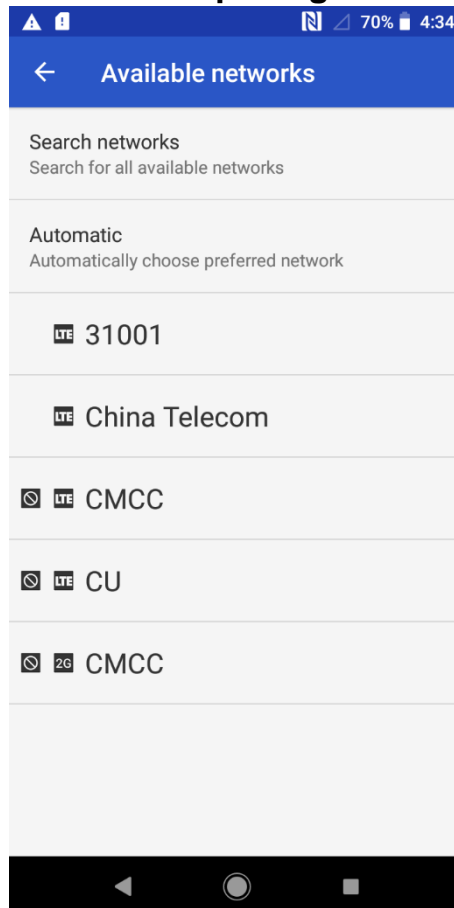 70% 4:34
Available networks
Search networks
Search for all available networks
Automatic
Automatically choose preferred network
LTE 31001
LTE China Telecom
LTE CMCC
LTE CU
2G CMCC